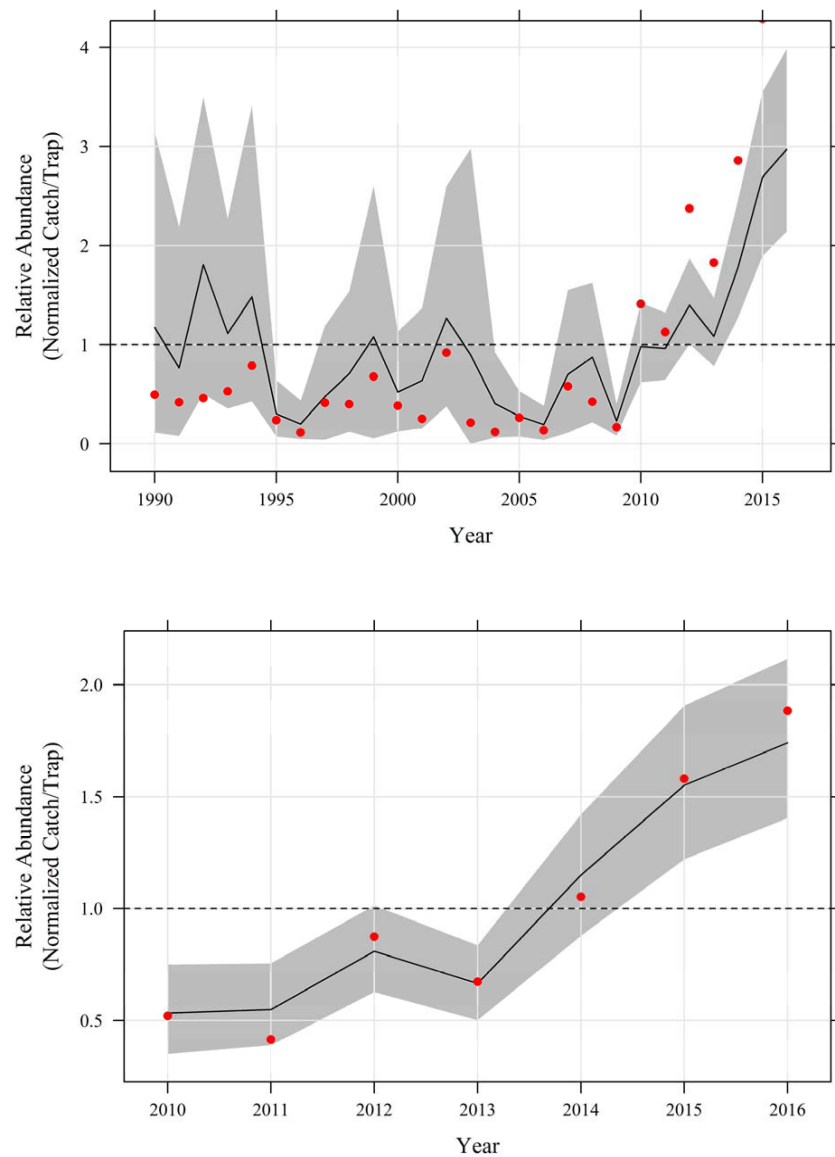 4
3
2
1
0
Relative Abundance
(Normalized Catch/Trap)
1990 1995 2000 2005 2010 2015
Year
2.0
1.5
1.0
0.5
Relative Abundance
(Normalized Catch/Trap)
2010 2011 2012 2013 2014 2015 2016
Year